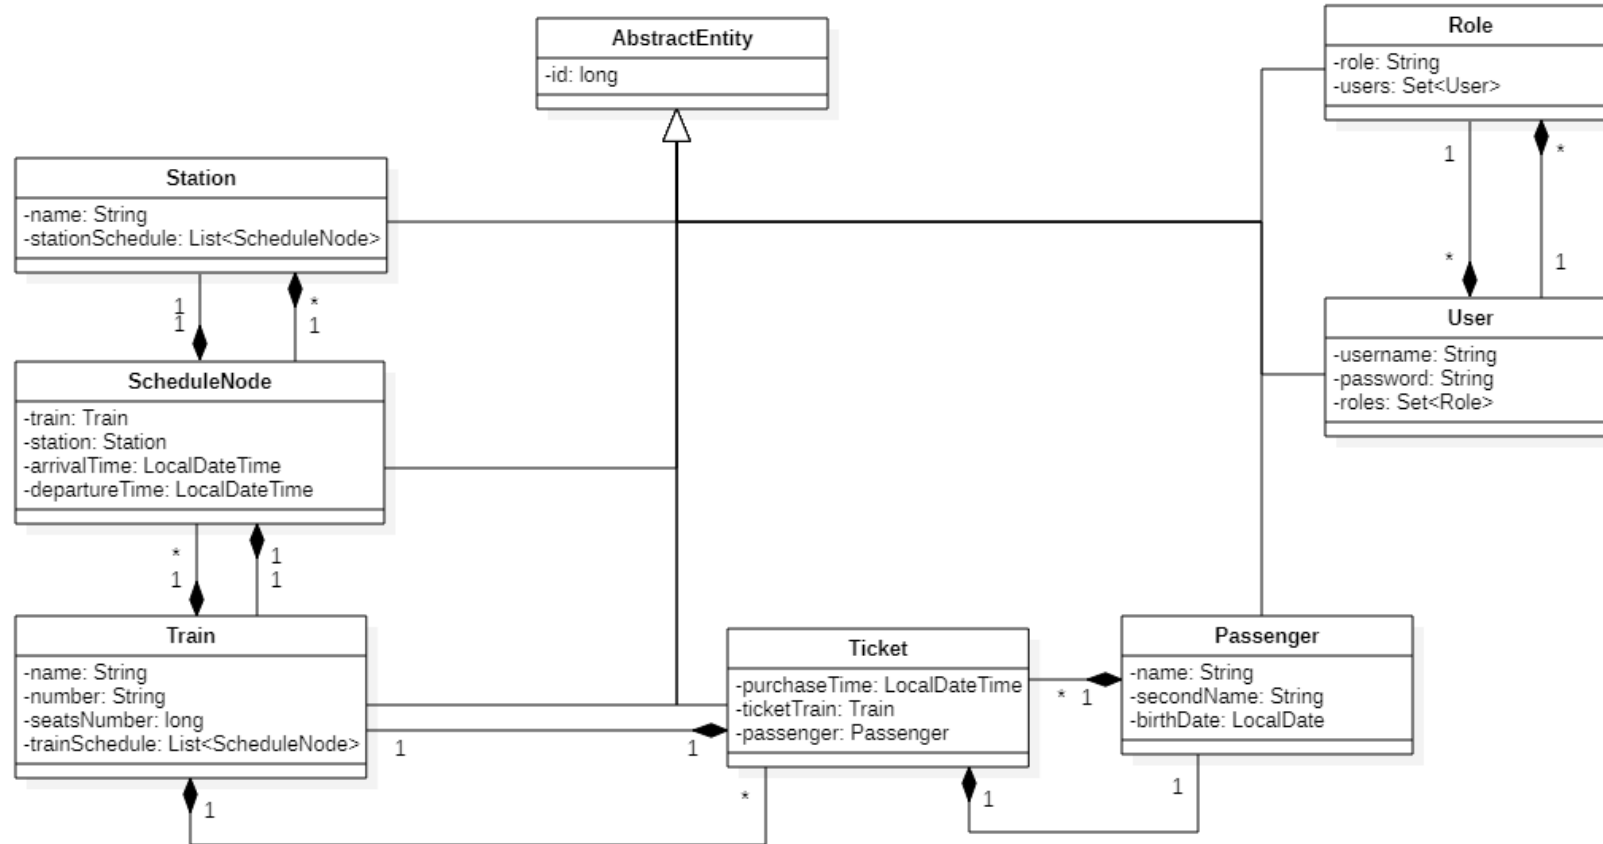 AbstractEntity
-id: long
Role
-role: String
-users: Set<User>
1
*
*
1
User
-username: String
-password: String
-roles: Set<Role>
Station
-name: String
-stationSchedule: List<ScheduleNode>
1
*
1
1
ScheduleNode
-train: Train
-station: Station
-arrivalTime: LocalDateTime
-departureTime: LocalDateTime
*
1
1
1
Train
-name: String
-number: String
-seatsNumber: long
-trainSchedule: List<ScheduleNode>
1
1
1
*
Ticket
-purchaseTime: LocalDateTime
-ticketTrain: Train
-passenger: Passenger
* 1
1
1
Passenger
-name: String
-secondName: String
-birthDate: LocalDate